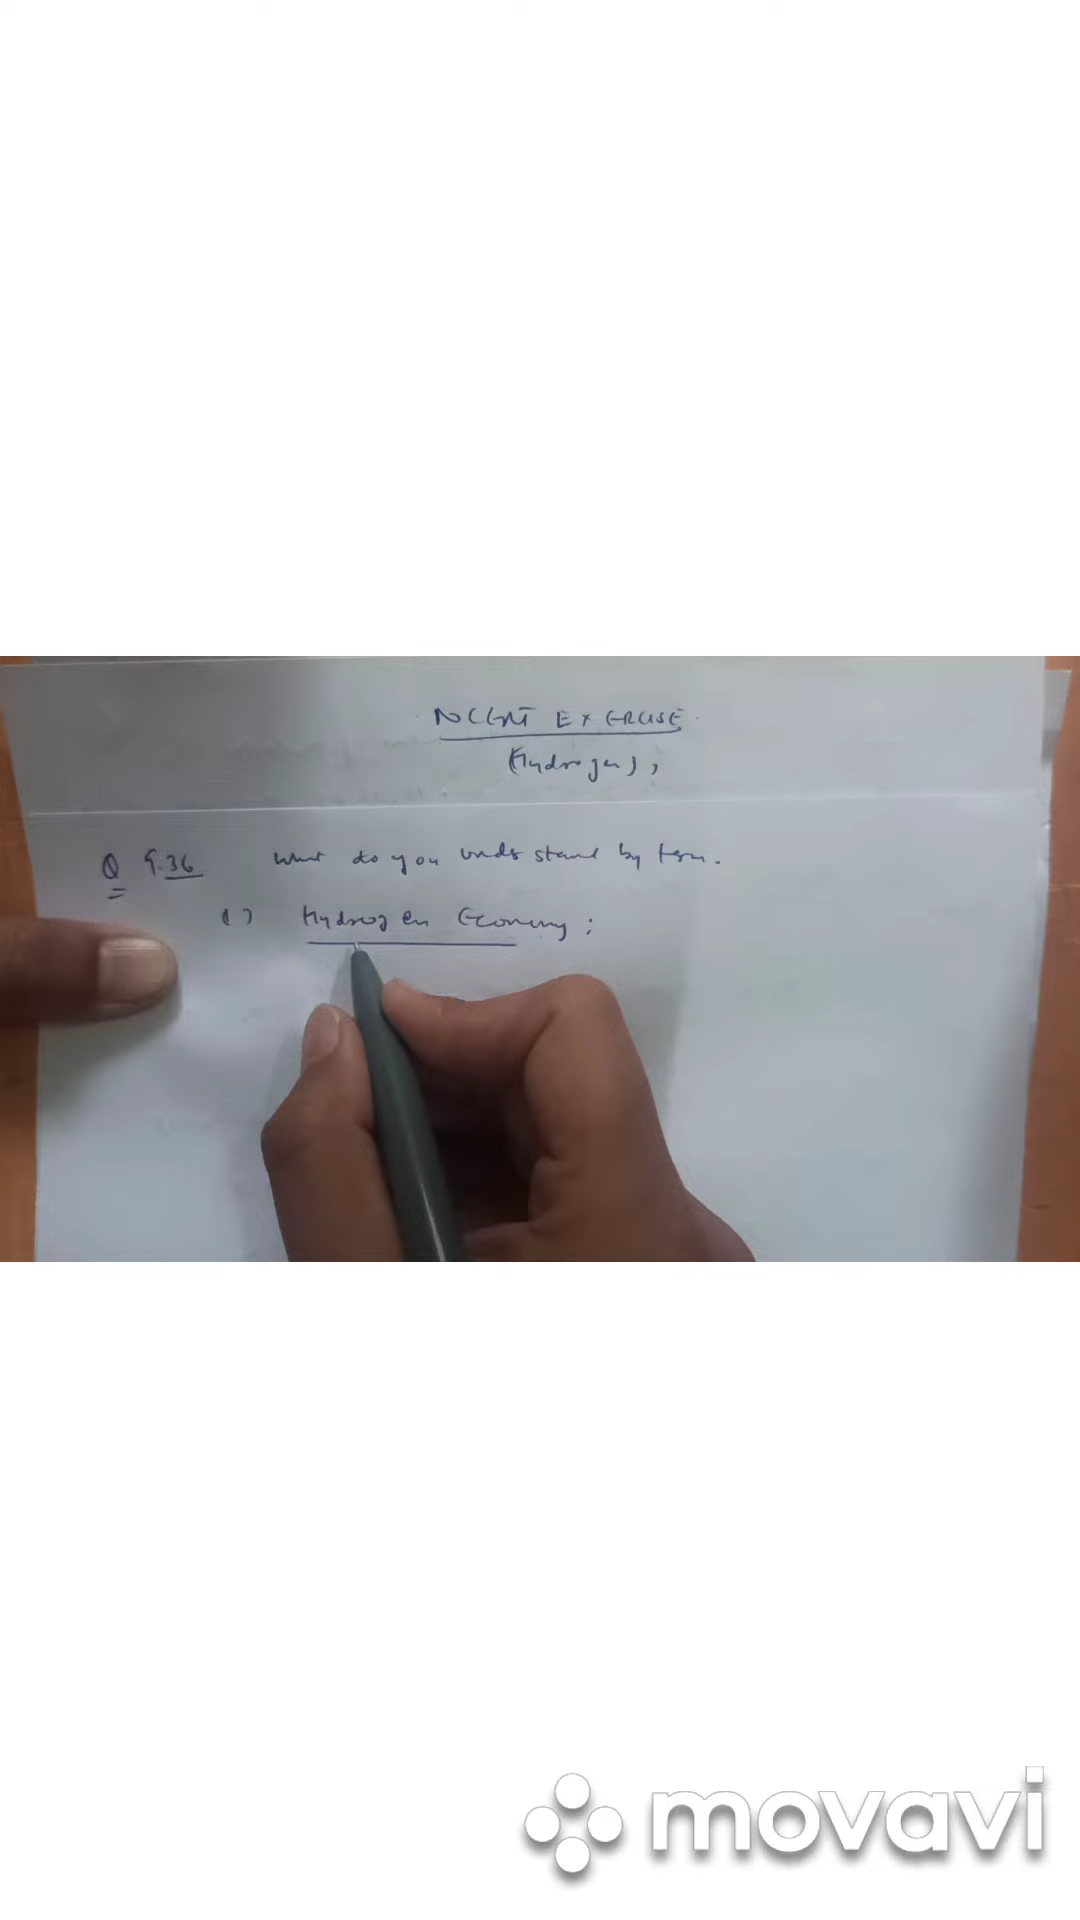 NCERT EXERCISE
(Hydrogen),
Q 9.36 What do you understand by term.
(i) Hydrogen Economy;
movavi